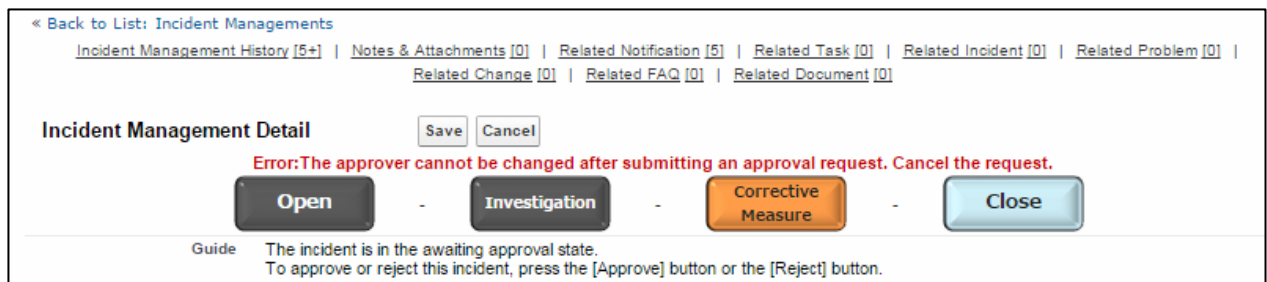 « Back to List: Incident Managements
Incident Management History [5+] | Notes & Attachments [0] | Related Notification [5] | Related Task [0] | Related Incident [0] | Related Problem [0] |
Related Change [0] | Related FAQ [0] | Related Document [0]
Incident Management Detail Save Cancel
Error:The approver cannot be changed after submitting an approval request. Cancel the request.
Open - Investigation - Corrective Measure - Close
Guide The incident is in the awaiting approval state.
To approve or reject this incident, press the [Approve] button or the [Reject] button.